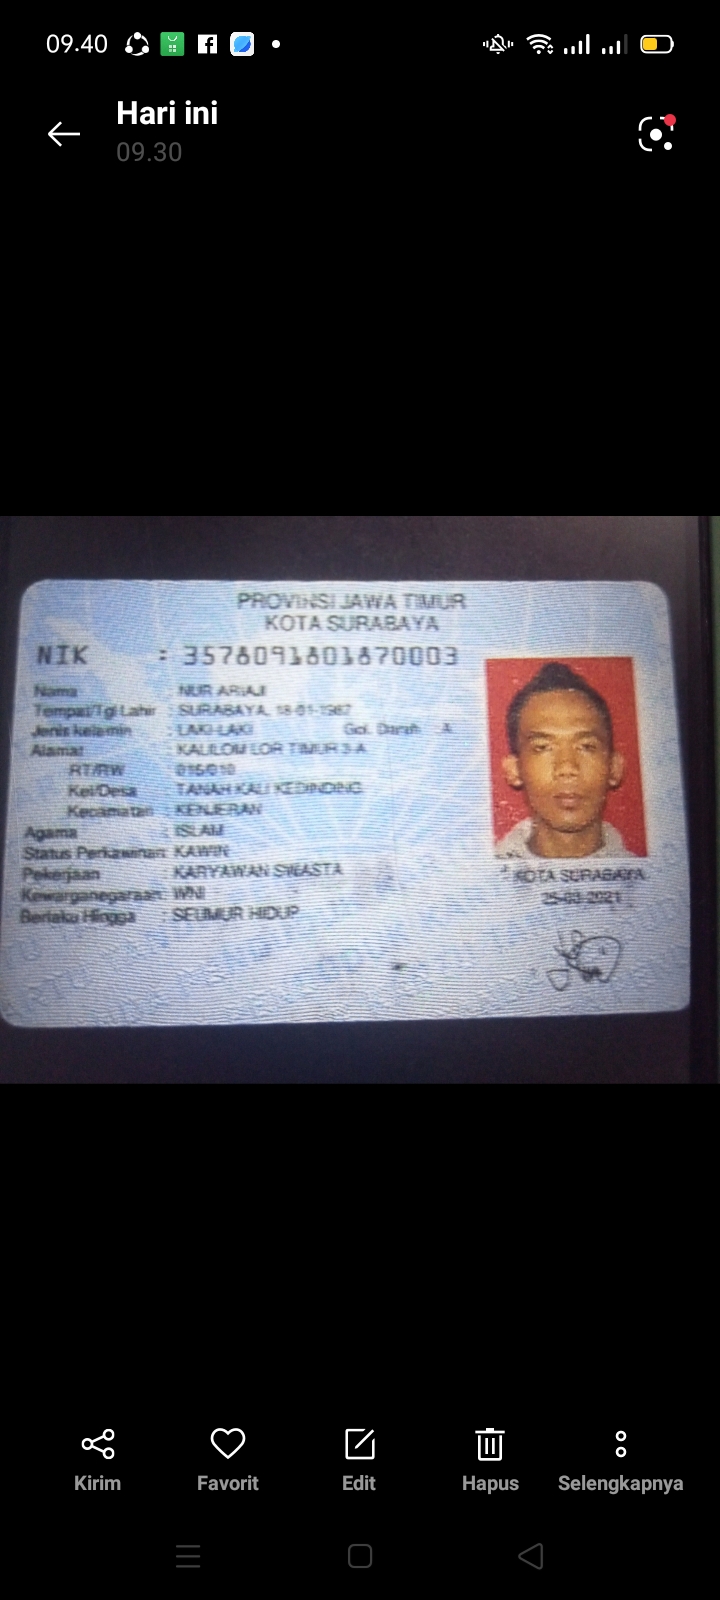 09.40
Hari ini
09.30
PROVINSI JAWA TIMUR
KOTA SURABAYA
NIK : 3578091801870003
Nama : NUR ARIAJI
Tempat/Tgl Lahir : SURABAYA, 18-01-1987
Jenis kelamin : LAKI-LAKI Gol. Darah : A
Alamat : KALILOM LOR TIMUR 3-A
RT/RW : 016/010
Kel/Desa : TANAH KALI KEDINDING
Kecamatan : KENJERAN
Agama : ISLAM
Status Perkawinan: KAWIN
Pekerjaan : KARYAWAN SWASTA
Kewarganegaraan: WNI
Berlaku Hingga : SEUMUR HIDUP
KOTA SURABAYA
25-03-2021
Kirim
Favorit
Edit
Hapus
Selengkapnya